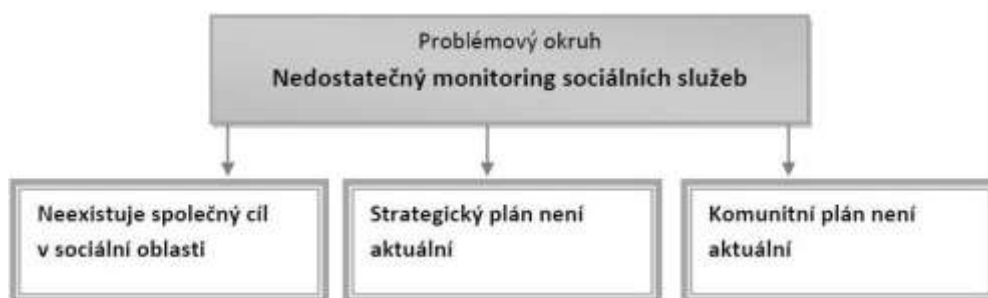 Problémový okruh
Nedostatečný monitoring sociálních služeb
Neexistuje společný cíl
v sociální oblasti
Strategický plán není
aktuální
Komunitní plán není
aktuální